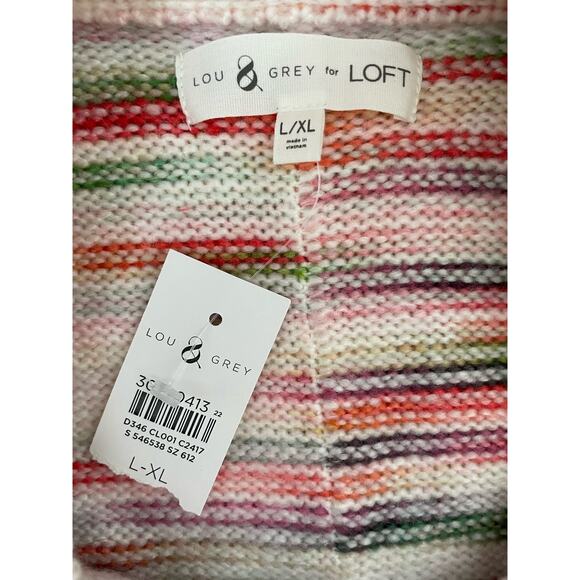 LOU & GREY for LOFT
L/XL
made in
vietnam
LOU & GREY
22
D346 CL001 C2417
S 546538 SZ 612
L-XL